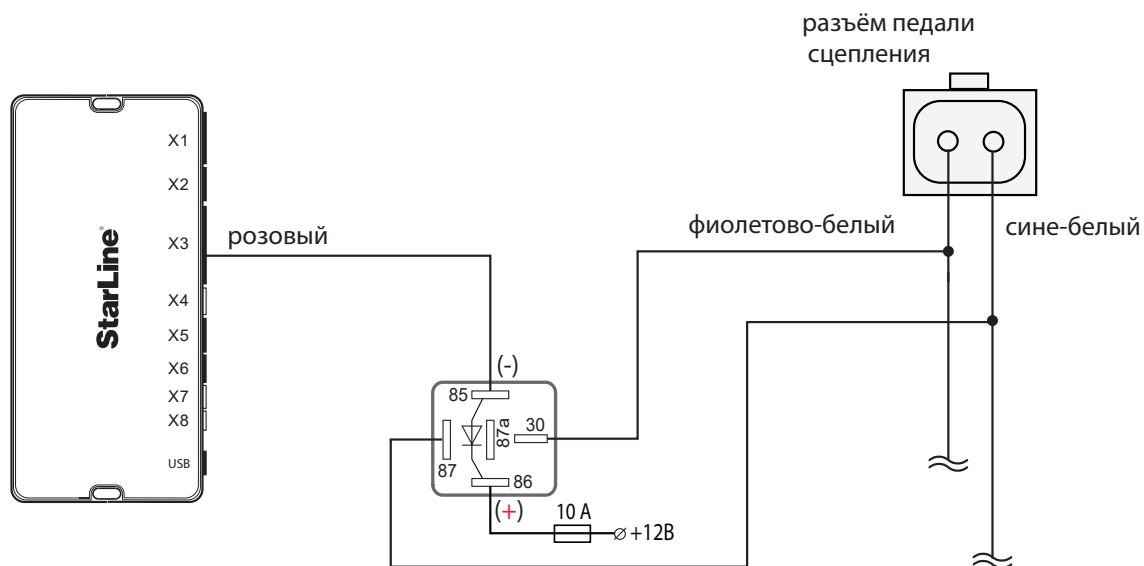 разъём педали
сцепления
X1
X2
X3
X4
X5
X6
X7
X8
USB
StarLine®
розовый
фиолетово-белый
сине-белый
(-)
85
30
87a
87
86
(+)
10 А
+12В